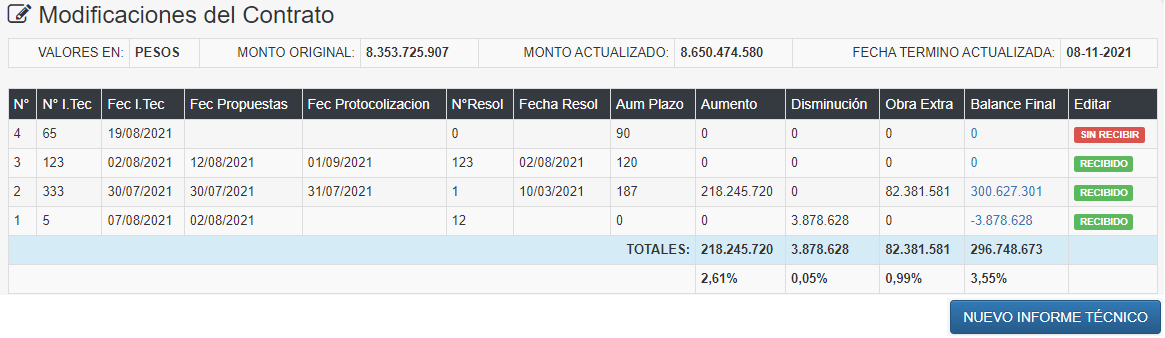 Modificaciones del Contrato
VALORES EN: PESOS MONTO ORIGINAL: 8.353.725.907 MONTO ACTUALIZADO: 8.650.474.580 FECHA TERMINO ACTUALIZADA: 08-11-2021
N° N° I.Tec Fec I.Tec Fec Propuestas Fec Protocolizacion N°Resol Fecha Resol Aum Plazo Aumento Disminución Obra Extra Balance Final Editar
4 65 19/08/2021 0 90 0 0 0 0 SIN RECIBIR
3 123 02/08/2021 12/08/2021 01/09/2021 123 02/08/2021 120 0 0 0 0 RECIBIDO
2 333 30/07/2021 30/07/2021 31/07/2021 1 10/03/2021 187 218.245.720 0 82.381.581 300.627.301 RECIBIDO
1 5 07/08/2021 02/08/2021 12 0 0 3.878.628 0 -3.878.628 RECIBIDO
TOTALES: 218.245.720 3.878.628 82.381.581 296.748.673
2,61% 0,05% 0,99% 3,55%
NUEVO INFORME TÉCNICO